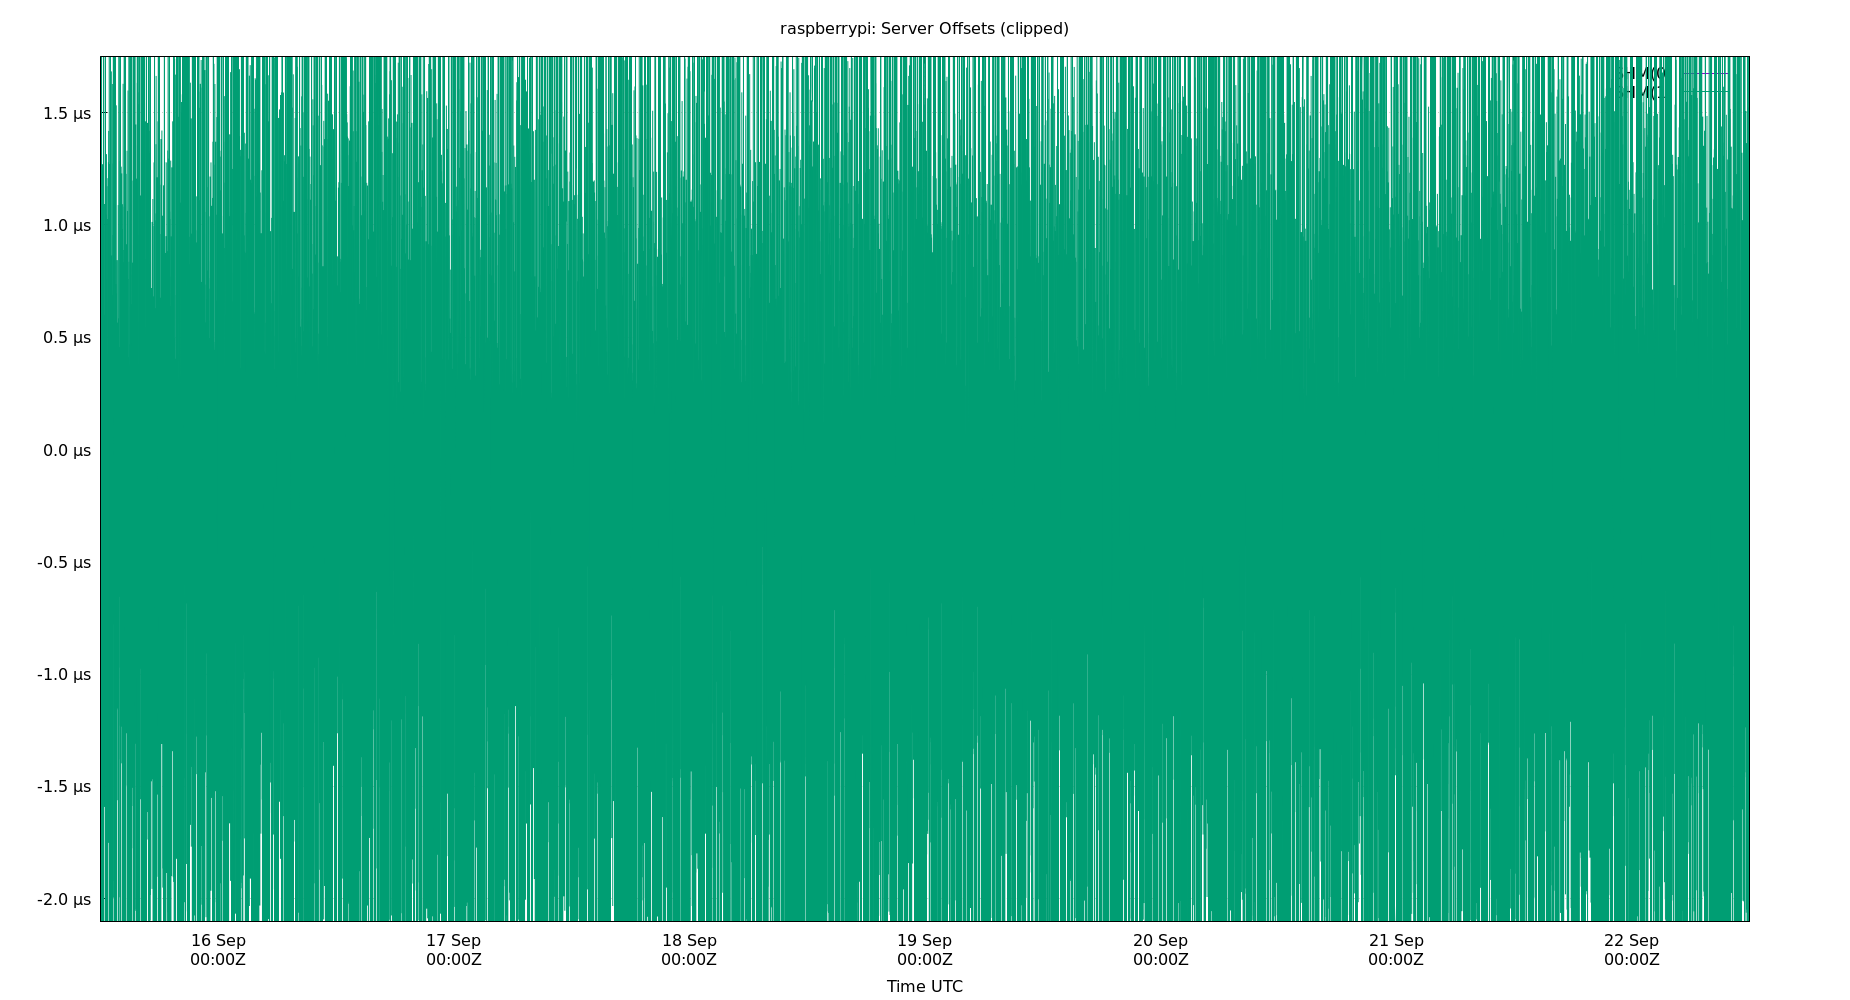 raspberrypi: Server Offsets (clipped)
1.5 µs
1.0 µs
0.5 µs
0.0 µs
-0.5 µs
-1.0 µs
-1.5 µs
-2.0 µs
16 Sep
00:00Z
17 Sep
00:00Z
18 Sep
00:00Z
19 Sep
00:00Z
20 Sep
00:00Z
21 Sep
00:00Z
22 Sep
00:00Z
Time UTC